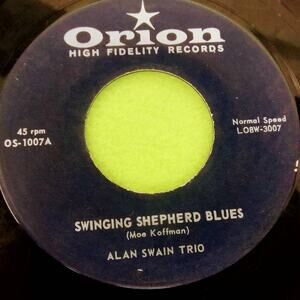 Orion
HIGH FIDELITY RECORDS
45 rpm
OS-1007A
Normal Speed
LO8W-3007
SWINGING SHEPHERD BLUES
(Moe Koffman)
ALAN SWAIN TRIO